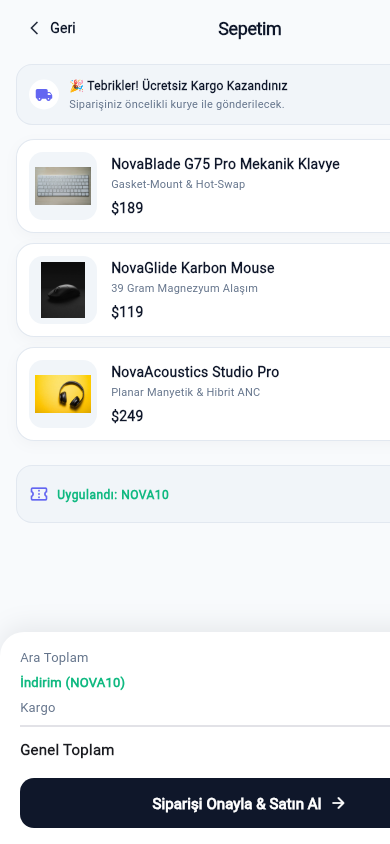 Geri
Sepetim
🎉 Tebrikler! Ücretsiz Kargo Kazandınız
Siparişiniz öncelikli kurye ile gönderilecek.
NovaBlade G75 Pro Mekanik Klavye
Gasket-Mount & Hot-Swap
$189
NovaGlide Karbon Mouse
39 Gram Magnezyum Alaşım
$119
NovaAcoustics Studio Pro
Planar Manyetik & Hibrit ANC
$249
Uygulandı: NOVA10
Ara Toplam
İndirim (NOVA10)
Kargo
Genel Toplam
Siparişi Onayla & Satın Al →